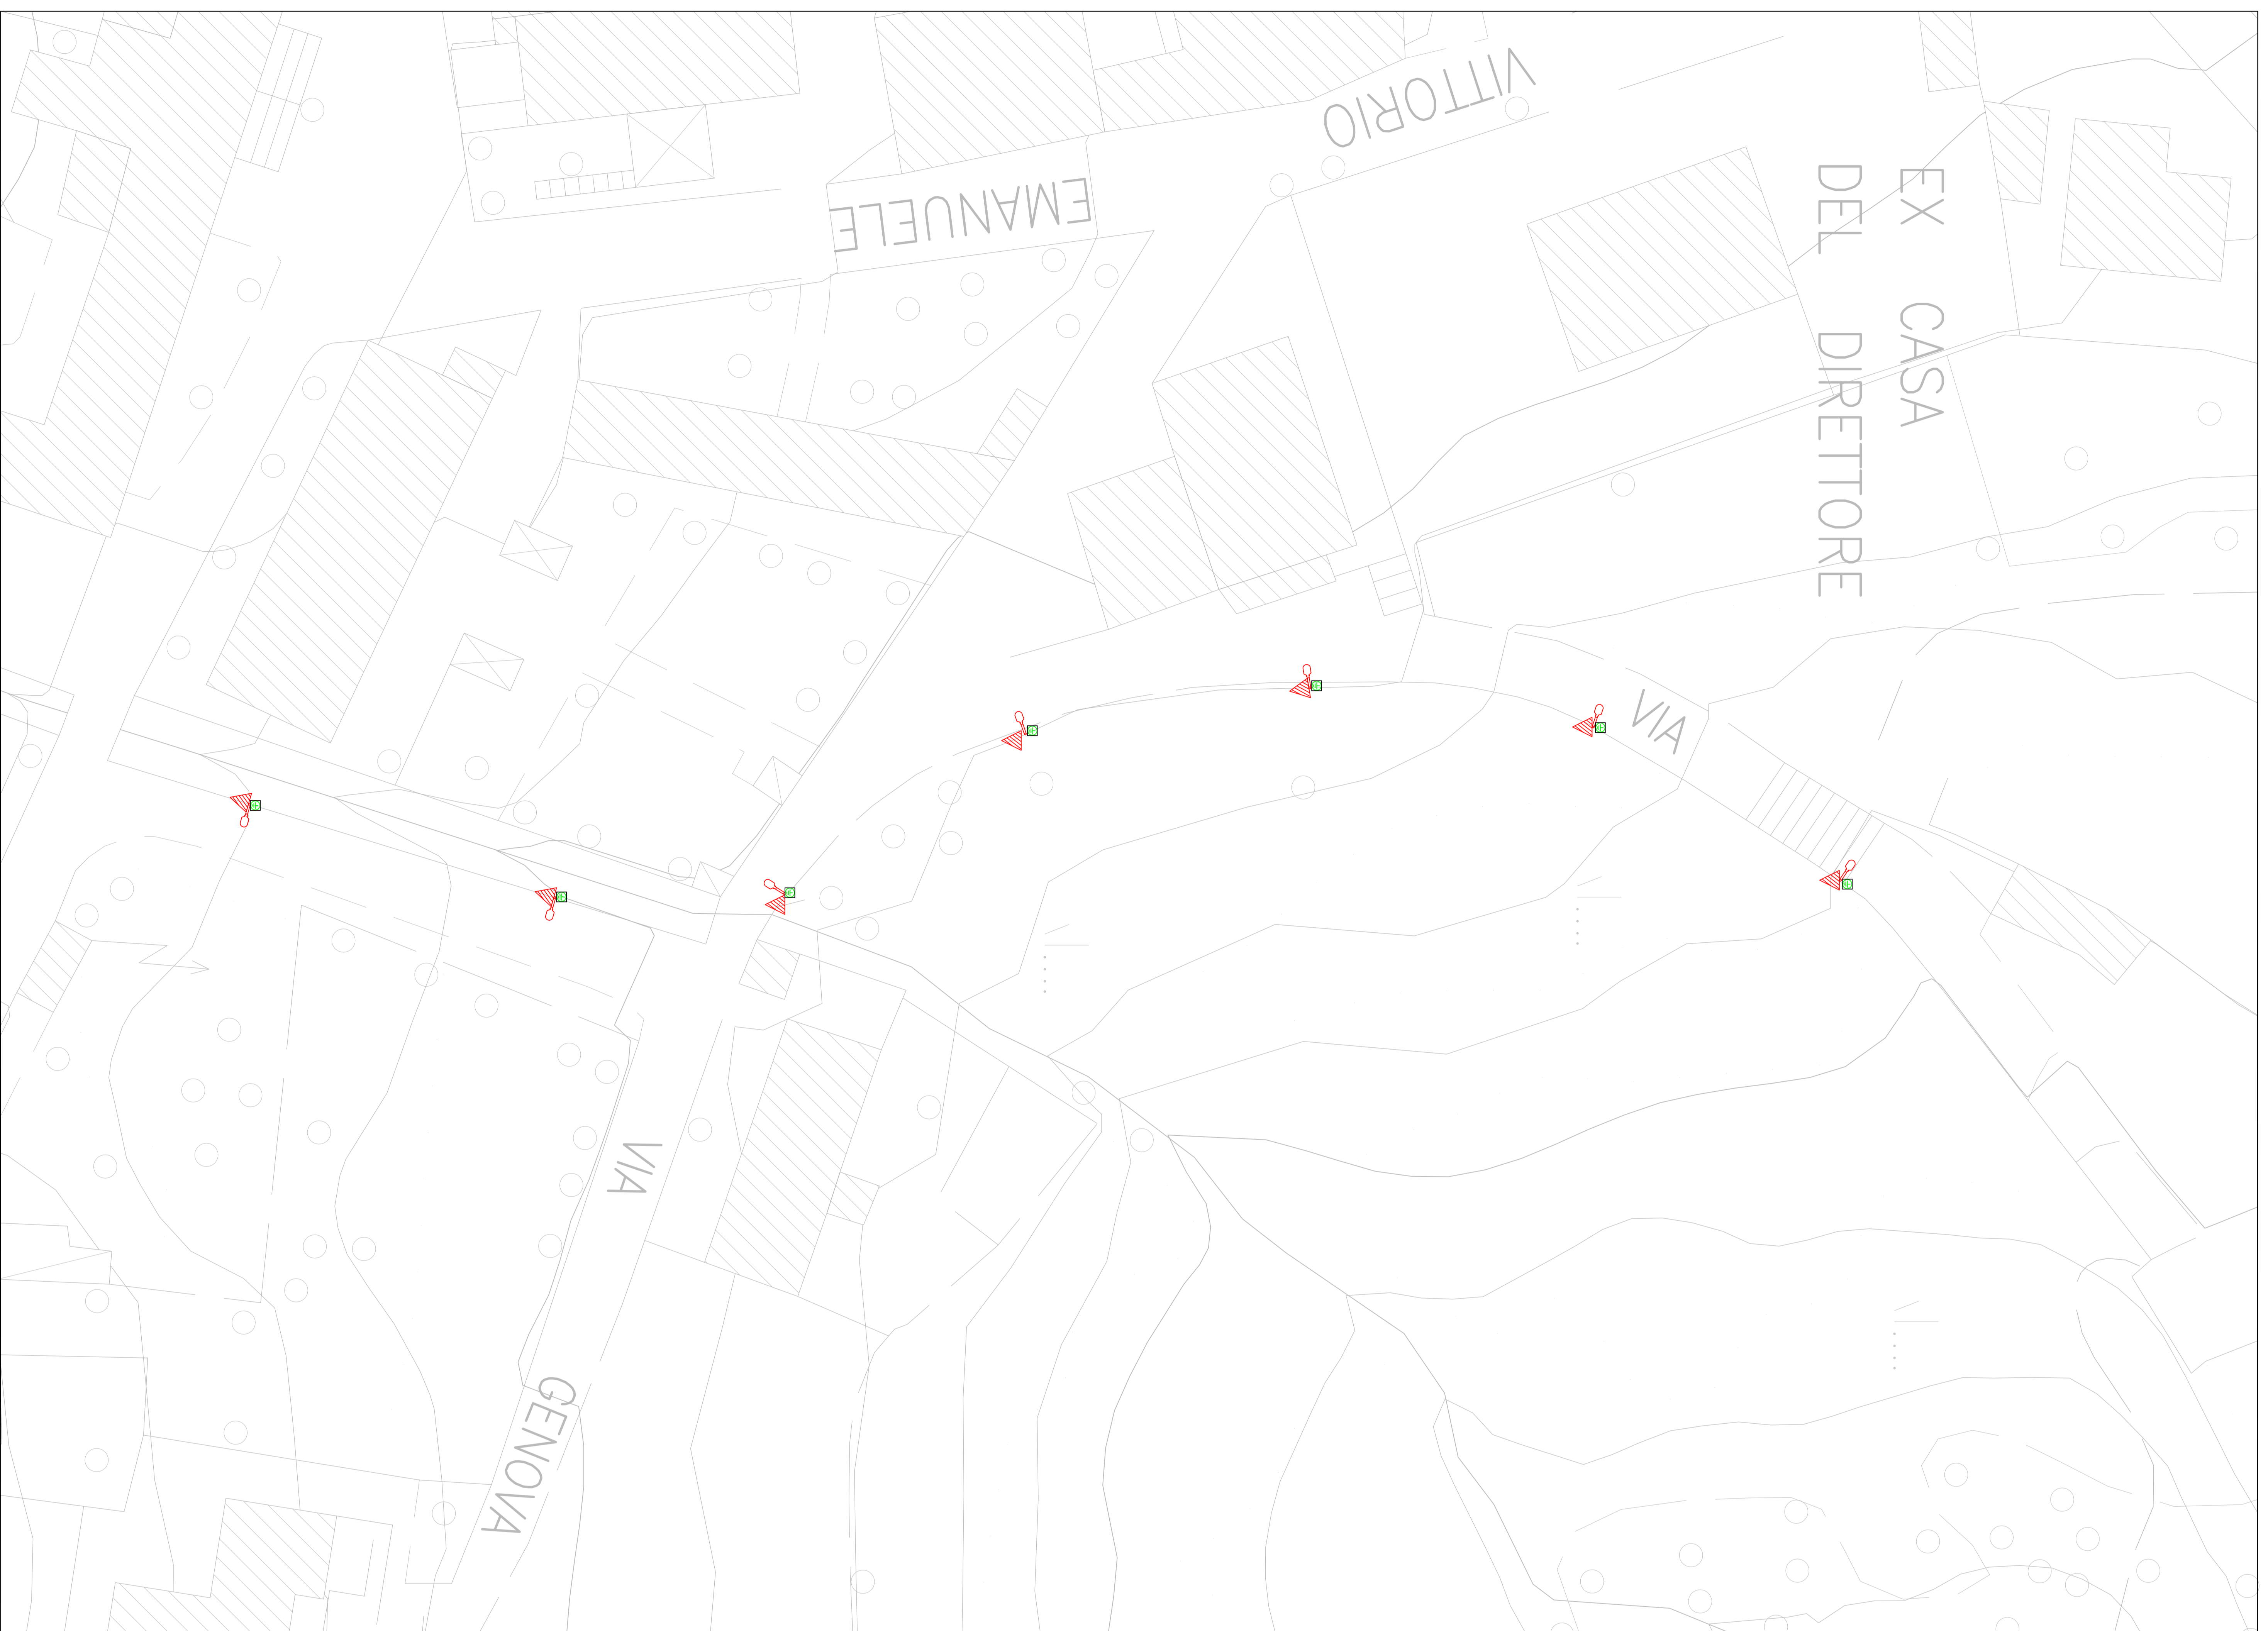 VITTORIO
EMANUELE
EX CASA
DEL DIRETTORE
VIA
VIA
GENOVA